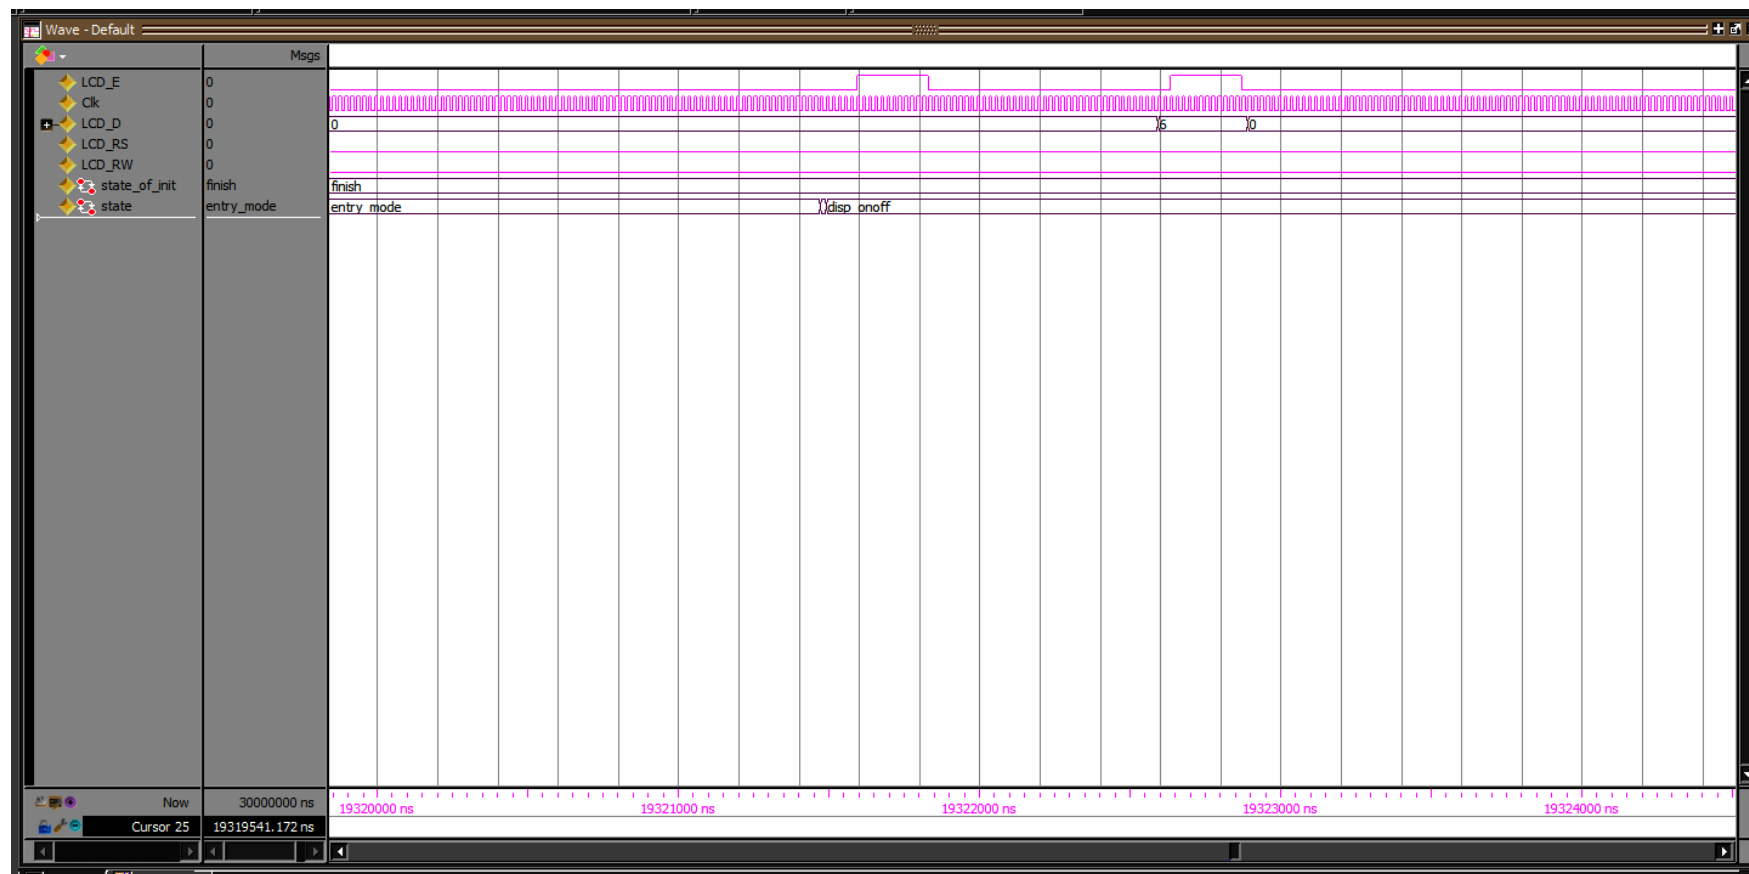 Wave - Default
Msgs
LCD_E 0
Clk 0
LCD_D 0 0 6 0
LCD_RS 0
LCD_RW 0
state_of_init finish finish
state entry_mode entry_mode disp_onoff
Now 30000000 ns 19320000 ns 19321000 ns 19322000 ns 19323000 ns 19324000 ns
Cursor 25 19319541.172 ns